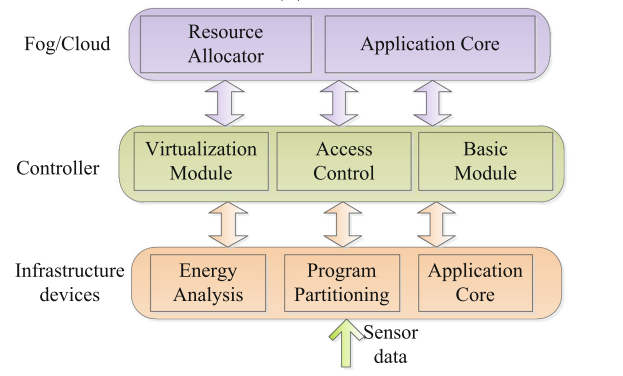 Fog/Cloud
Resource
Allocator
Application Core
Controller
Virtualization
Module
Access
Control
Basic
Module
Infrastructure
devices
Energy
Analysis
Program
Partitioning
Application
Core
Sensor
data